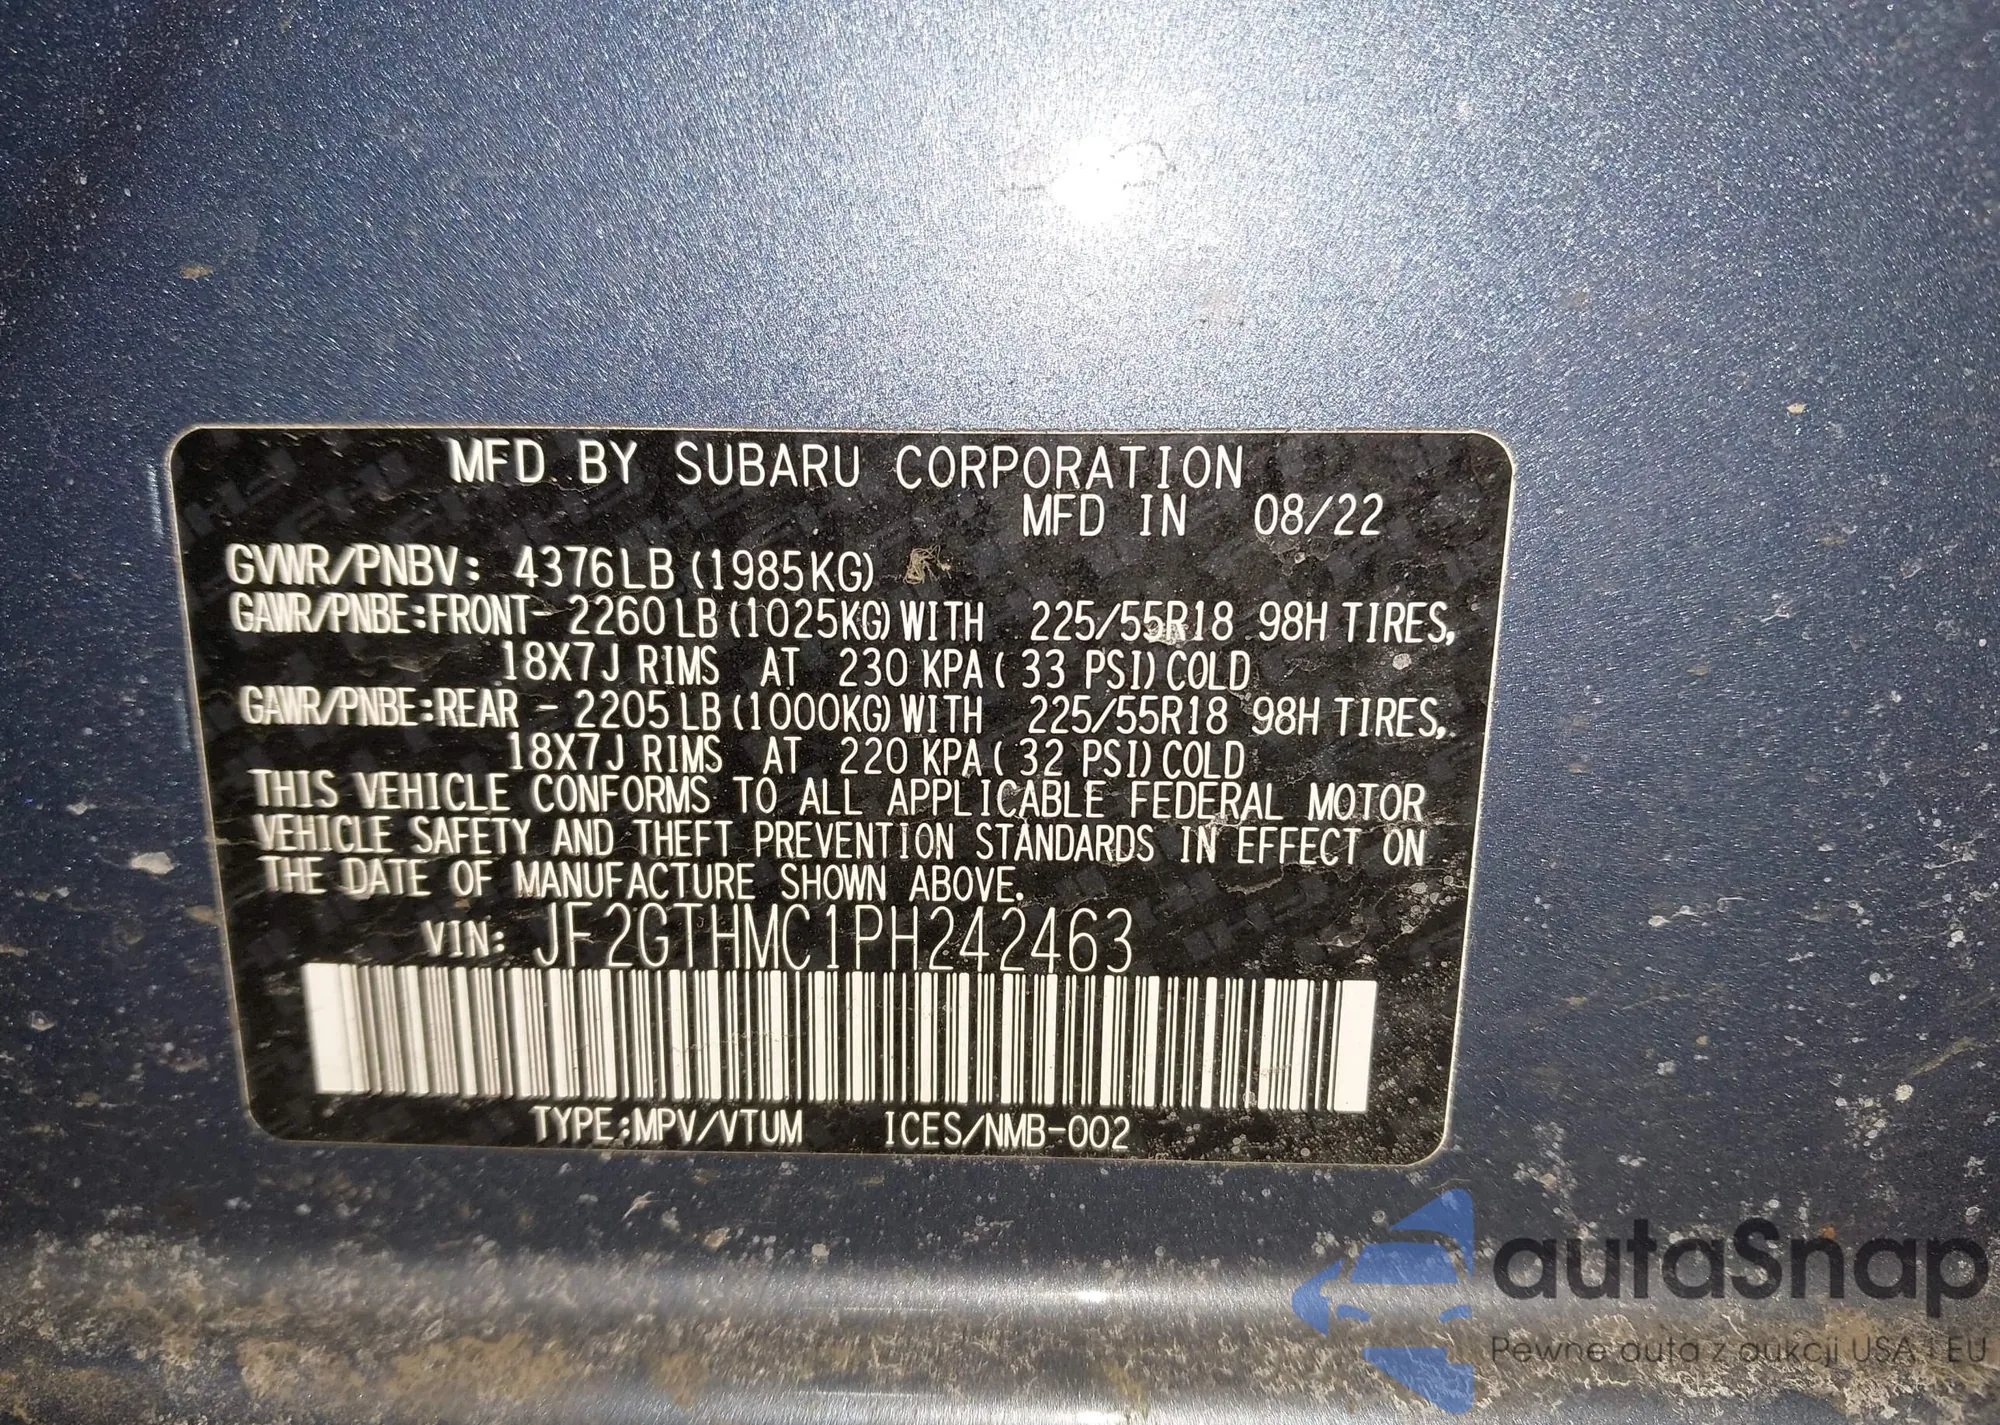 MFD BY SUBARU CORPORATION
MFD IN 08/22
GVWR/PNBV: 4376LB (1985KG)
GAWR/PNBE:FRONT- 2260LB (1025KG) WITH 225/55R18 98H TIRES,
18X7J RIMS AT 230 KPA ( 33 PSI) COLD
GAWR/PNBE:REAR - 2205LB (1000KG) WITH 225/55R18 98H TIRES,
18X7J RIMS AT 220 KPA ( 32 PSI) COLD
THIS VEHICLE CONFORMS TO ALL APPLICABLE FEDERAL MOTOR
VEHICLE SAFETY AND THEFT PREVENTION STANDARDS IN EFFECT ON
THE DATE OF MANUFACTURE SHOWN ABOVE.
VIN: JF2GTHMC1PH242463
TYPE:MPV/VTUM ICES/NMB-002
autaSnap
Pewne auta z aukcji USA i EU